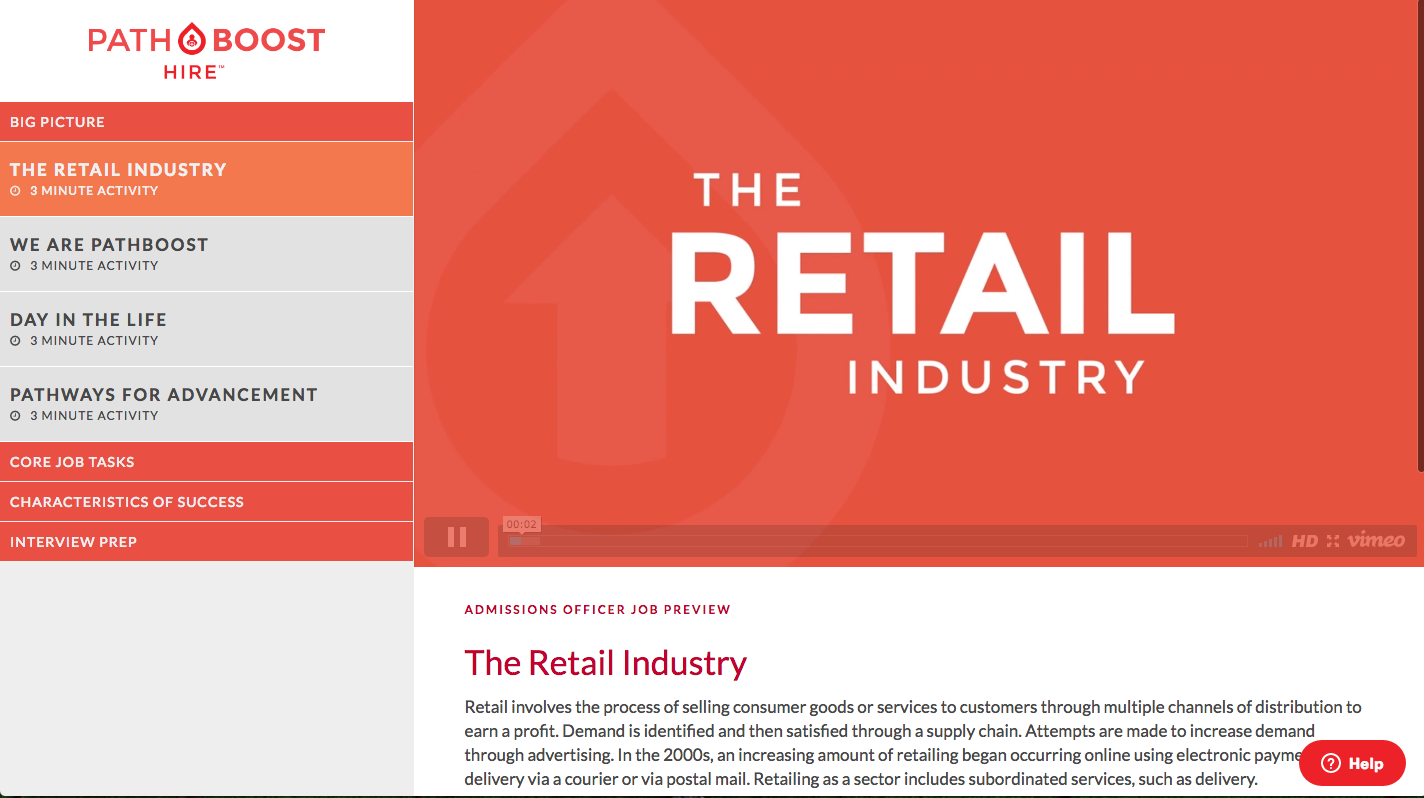 PATH BOOST
HIRE™
BIG PICTURE
THE RETAIL INDUSTRY
3 MINUTE ACTIVITY
WE ARE PATHBOOST
3 MINUTE ACTIVITY
DAY IN THE LIFE
3 MINUTE ACTIVITY
PATHWAYS FOR ADVANCEMENT
3 MINUTE ACTIVITY
CORE JOB TASKS
CHARACTERISTICS OF SUCCESS
INTERVIEW PREP
THE
RETAIL
INDUSTRY
00:02
HD vimeo
ADMISSIONS OFFICER JOB PREVIEW
The Retail Industry
Retail involves the process of selling consumer goods or services to customers through multiple channels of distribution to
earn a profit. Demand is identified and then satisfied through a supply chain. Attempts are made to increase demand
through advertising. In the 2000s, an increasing amount of retailing began occurring online using electronic
delivery via a courier or via postal mail. Retailing as a sector includes subordinated services, such as delivery.
? Help